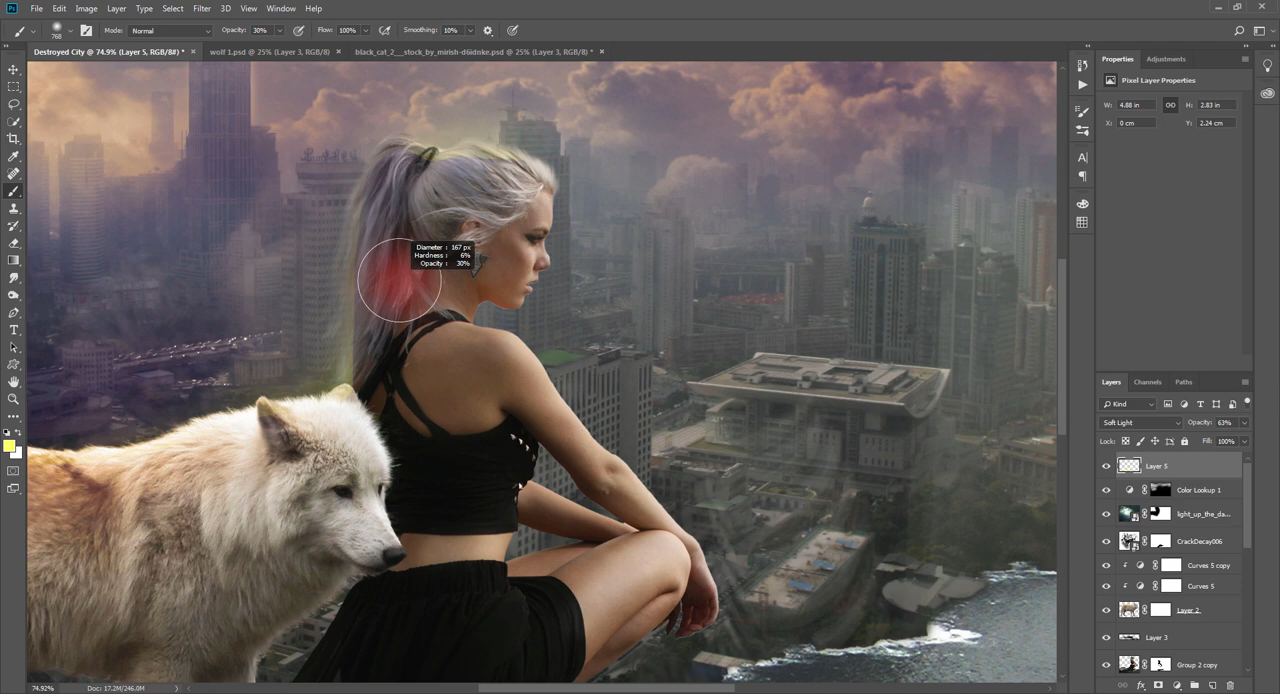 Ps File Edit Image Layer Type Select Filter 3D View Window Help
768 Mode: Normal Opacity: 30% Flow: 100% Smoothing: 10%
Destroyed City @ 74.9% (Layer 5, RGB/8#) * × wolf 1.psd @ 25% (Layer 3, RGB/8) × black_cat_2__stock_by_mirish-d6idnke.psd @ 25% (Layer 3, RGB/8) * ×
Properties Adjustments
Pixel Layer Properties
W: 4.88 in H: 2.83 in
X: 0 cm Y: 2.24 cm
Diameter : 167 px
Hardness : 6%
Opacity : 30%
Layers Channels Paths
Kind
Soft Light Opacity: 63%
Lock: Fill: 100%
Layer 5
Color Lookup 1
light_up_the_da...
CrackDecay006
Curves 5 copy
Curves 5
Layer 2
Layer 3
Group 2 copy
74.92% Doc: 17.2M/246.0M